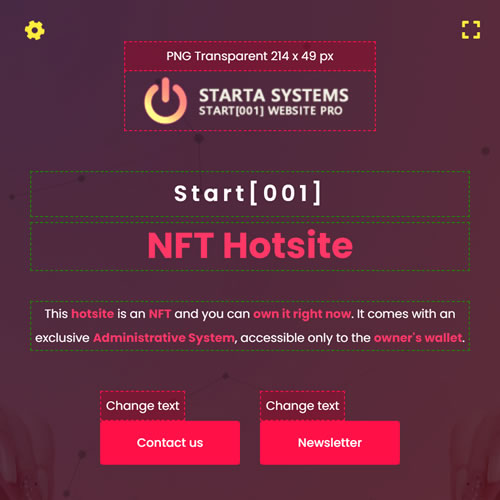 PNG Transparent 214 x 49 px
STARTA SYSTEMS
START[001] WEBSITE PRO
Start[001]
NFT Hotsite
This hotsite is an NFT and you can own it right now. It comes with an
exclusive Administrative System, accessible only to the owner's wallet.
Change text Change text
Contact us Newsletter